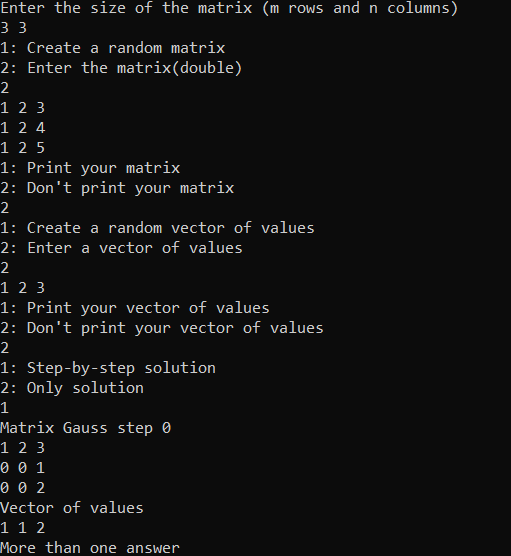 Enter the size of the matrix (m rows and n columns)
3 3
1: Create a random matrix
2: Enter the matrix(double)
2
1 2 3
1 2 4
1 2 5
1: Print your matrix
2: Don't print your matrix
2
1: Create a random vector of values
2: Enter a vector of values
2
1 2 3
1: Print your vector of values
2: Don't print your vector of values
2
1: Step-by-step solution
2: Only solution
1
Matrix Gauss step 0
1 2 3
0 0 1
0 0 2
Vector of values
1 1 2
More than one answer